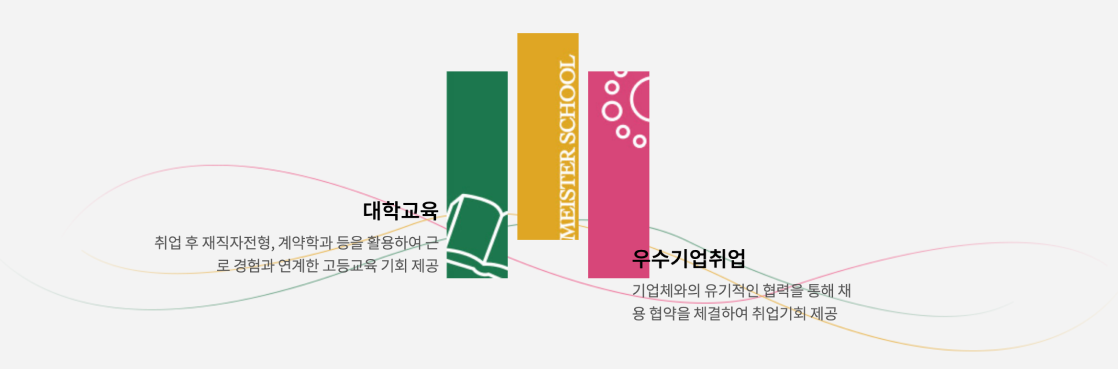 MEISTER SCHOOL
대학교육
취업 후 재직자전형, 계약학과 등을 활용하여 근
로 경험과 연계한 고등교육 기회 제공
우수기업취업
기업체와의 유기적인 협력을 통해 채
용 협약을 체결하여 취업기회 제공